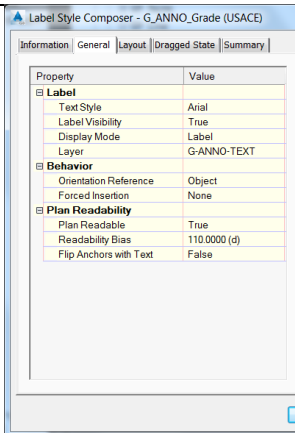 Label Style Composer - G_ANNO_Grade (USACE)
Information General Layout Dragged State Summary
Property Value
Label
Text Style Arial
Label Visibility True
Display Mode Label
Layer G-ANNO-TEXT
Behavior
Orientation Reference Object
Forced Insertion None
Plan Readability
Plan Readable True
Readability Bias 110.0000 (d)
Flip Anchors with Text False